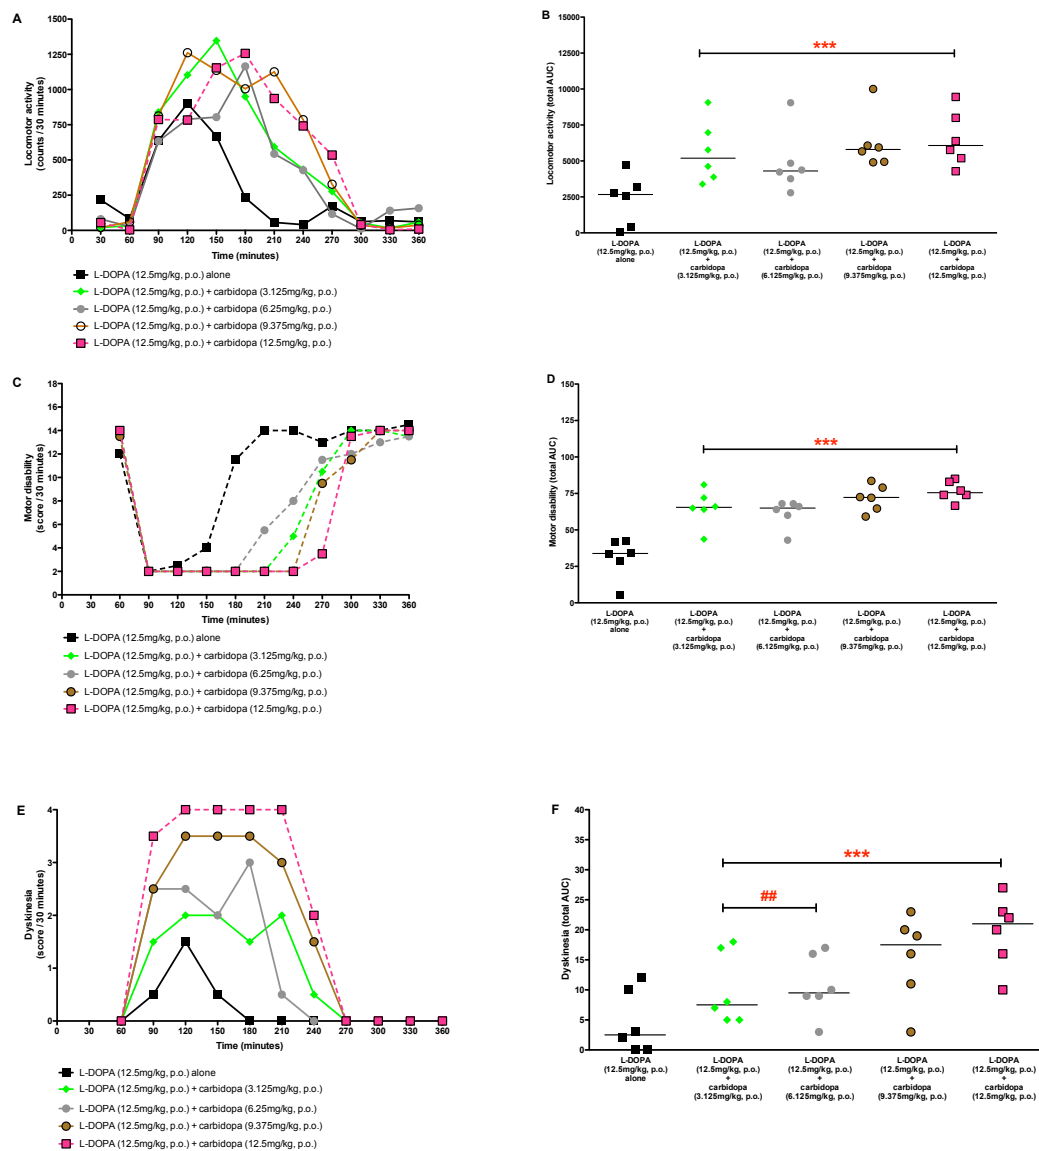 A
Locomotor activity
(counts /30 minutes)
1500
1250
1000
750
500
250
0
0 30 60 90 120 150 180 210 240 270 300 330 360
Time (minutes)
L-DOPA (12.5mg/kg, p.o.) alone
L-DOPA (12.5mg/kg, p.o.) + carbidopa (3.125mg/kg, p.o.)
L-DOPA (12.5mg/kg, p.o.) + carbidopa (6.25mg/kg, p.o.)
L-DOPA (12.5mg/kg, p.o.) + carbidopa (9.375mg/kg, p.o.)
L-DOPA (12.5mg/kg, p.o.) + carbidopa (12.5mg/kg, p.o.)
B
Locomotor activity (total AUC)
15000
12500
10000
7500
5000
2500
0
***
L-DOPA
(12.5mg/kg, p.o.)
alone
L-DOPA
(12.5mg/kg, p.o.)
+
carbidopa
(3.125mg/kg, p.o.)
L-DOPA
(12.5mg/kg, p.o.)
+
carbidopa
(6.125mg/kg, p.o.)
L-DOPA
(12.5mg/kg, p.o.)
+
carbidopa
(9.375mg/kg, p.o.)
L-DOPA
(12.5mg/kg, p.o.)
+
carbidopa
(12.5mg/kg, p.o.)
C
Motor disability
(score /30 minutes)
18
16
14
12
10
8
6
4
2
0
0 30 60 90 120 150 180 210 240 270 300 330 360
Time (minutes)
L-DOPA (12.5mg/kg, p.o.) alone
L-DOPA (12.5mg/kg, p.o.) + carbidopa (3.125mg/kg, p.o.)
L-DOPA (12.5mg/kg, p.o.) + carbidopa (6.25mg/kg, p.o.)
L-DOPA (12.5mg/kg, p.o.) + carbidopa (9.375mg/kg, p.o.)
L-DOPA (12.5mg/kg, p.o.) + carbidopa (12.5mg/kg, p.o.)
D
Motor disability (total AUC)
150
125
100
75
50
25
0
***
L-DOPA
(12.5mg/kg, p.o.)
alone
L-DOPA
(12.5mg/kg, p.o.)
+
carbidopa
(3.125mg/kg, p.o.)
L-DOPA
(12.5mg/kg, p.o.)
+
carbidopa
(6.125mg/kg, p.o.)
L-DOPA
(12.5mg/kg, p.o.)
+
carbidopa
(9.375mg/kg, p.o.)
L-DOPA
(12.5mg/kg, p.o.)
+
carbidopa
(12.5mg/kg, p.o.)
E
Dyskinesia
(score /30 minutes)
4
3
2
1
0
0 30 60 90 120 150 180 210 240 270 300 330 360
Time (minutes)
L-DOPA (12.5mg/kg, p.o.) alone
L-DOPA (12.5mg/kg, p.o.) + carbidopa (3.125mg/kg, p.o.)
L-DOPA (12.5mg/kg, p.o.) + carbidopa (6.25mg/kg, p.o.)
L-DOPA (12.5mg/kg, p.o.) + carbidopa (9.375mg/kg, p.o.)
L-DOPA (12.5mg/kg, p.o.) + carbidopa (12.5mg/kg, p.o.)
F
Dyskinesia (total AUC)
40
35
30
25
20
15
10
5
0
***
##
L-DOPA
(12.5mg/kg, p.o.)
alone
L-DOPA
(12.5mg/kg, p.o.)
+
carbidopa
(3.125mg/kg, p.o.)
L-DOPA
(12.5mg/kg, p.o.)
+
carbidopa
(6.125mg/kg, p.o.)
L-DOPA
(12.5mg/kg, p.o.)
+
carbidopa
(9.375mg/kg, p.o.)
L-DOPA
(12.5mg/kg, p.o.)
+
carbidopa
(12.5mg/kg, p.o.)